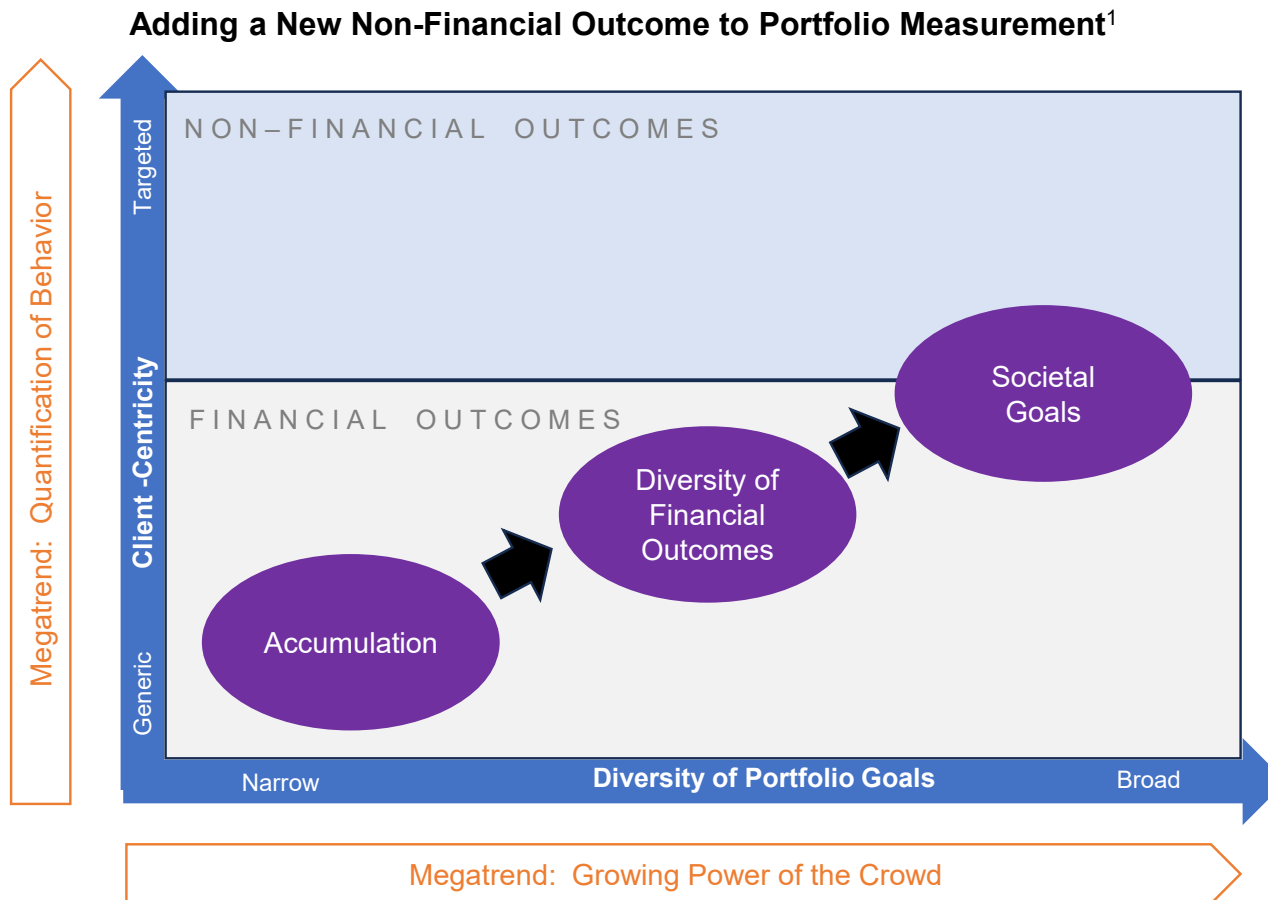 Adding a New Non-Financial Outcome to Portfolio Measurement¹
Megatrend: Quantification of Behavior
Targeted
Client -Centricity
Generic
NON–FINANCIAL OUTCOMES
FINANCIAL OUTCOMES
Societal
Goals
Diversity of
Financial
Outcomes
Accumulation
Narrow
Diversity of Portfolio Goals
Broad
Megatrend: Growing Power of the Crowd